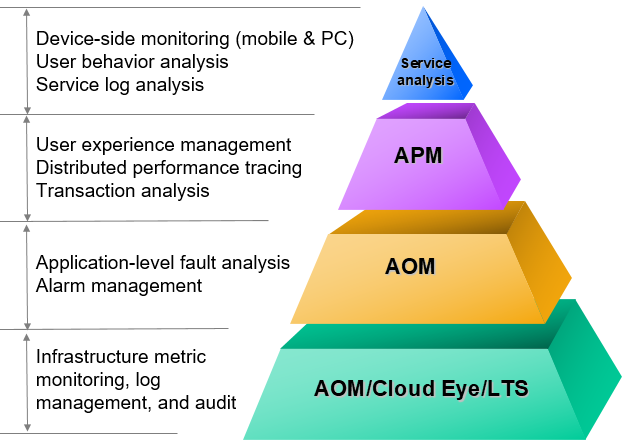 Device-side monitoring (mobile & PC)
User behavior analysis
Service log analysis
Service
analysis
User experience management
Distributed performance tracing
Transaction analysis
APM
Application-level fault analysis
Alarm management
AOM
Infrastructure metric
monitoring, log
management, and audit
AOM/Cloud Eye/LTS